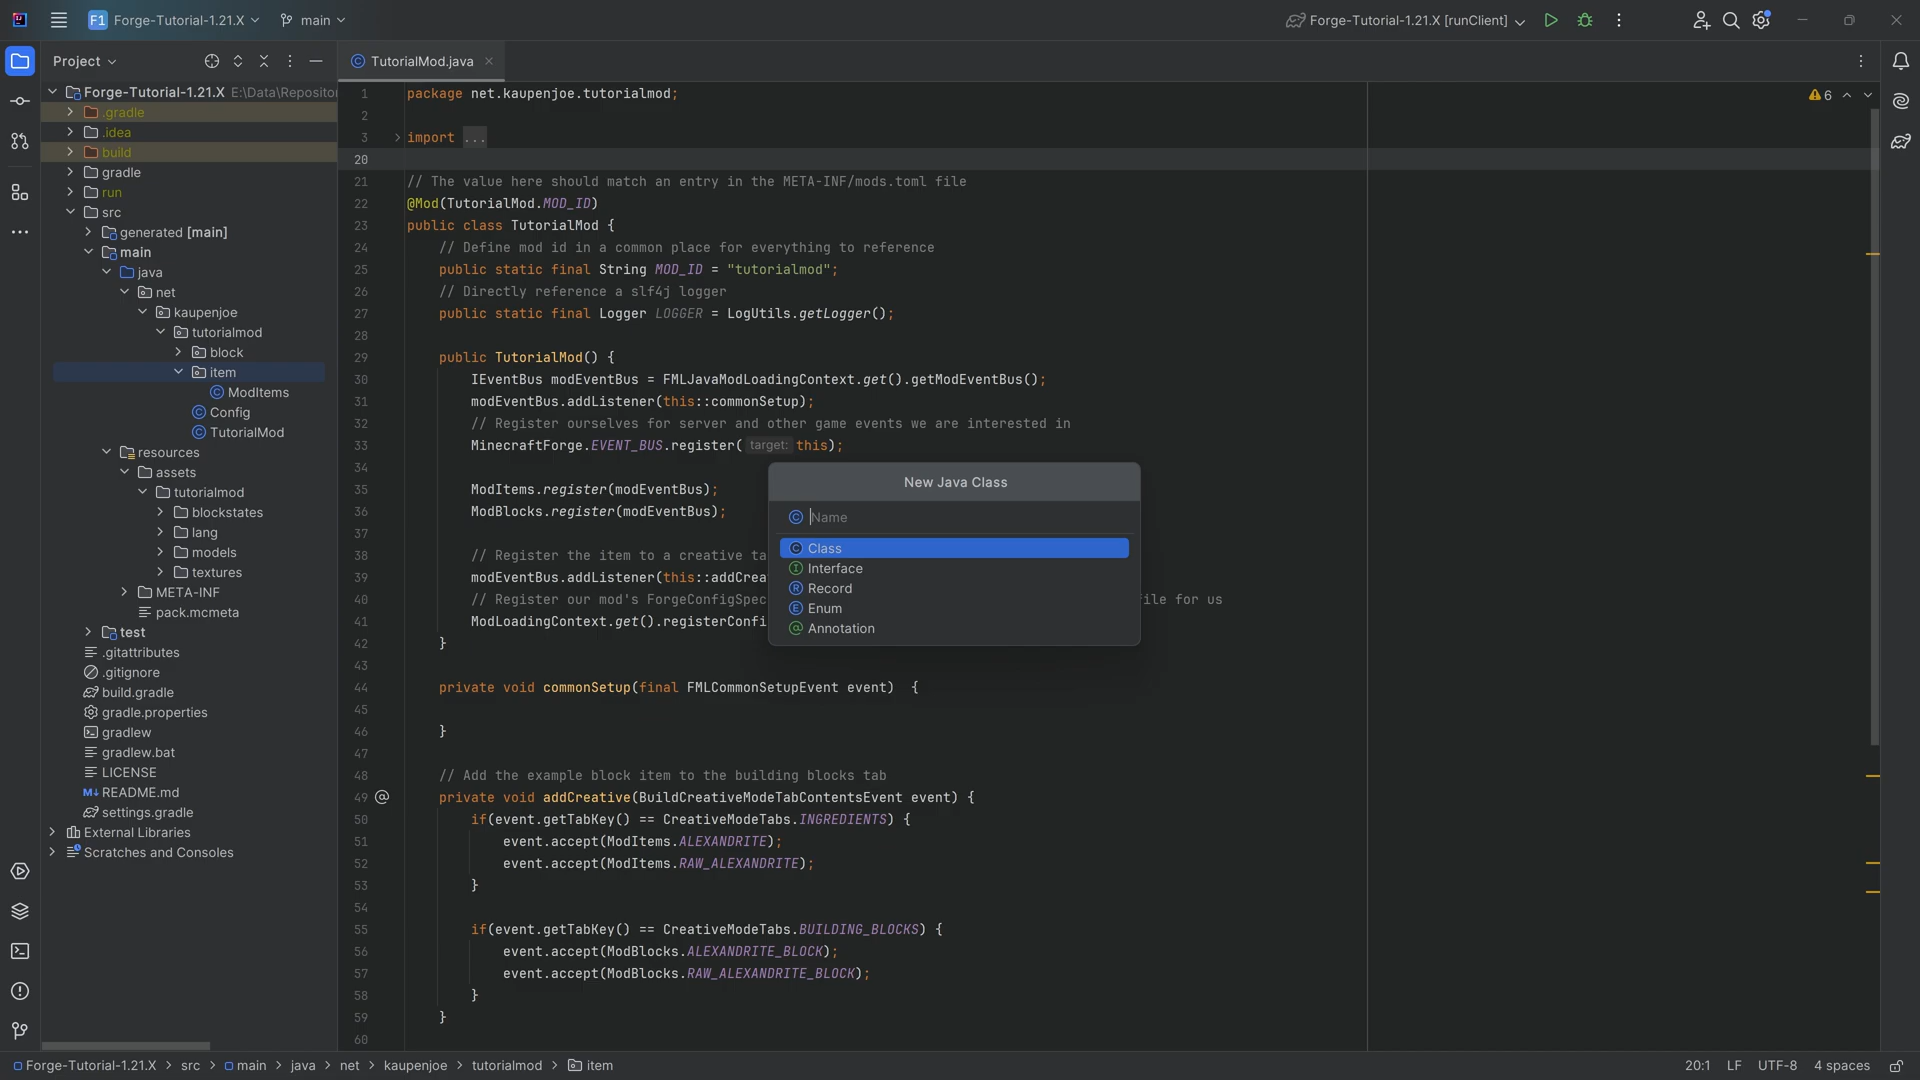 F1 Forge-Tutorial-1.21.X main Forge-Tutorial-1.21.X [runClient]
Project
TutorialMod.java
Forge-Tutorial-1.21.X E:\Data\Reposito
.gradle
.idea
build
gradle
run
src
generated [main]
main
java
net
kaupenjoe
tutorialmod
block
item
ModItems
Config
TutorialMod
resources
assets
tutorialmod
blockstates
lang
models
textures
META-INF
pack.mcmeta
test
.gitattributes
.gitignore
build.gradle
gradle.properties
gradlew
gradlew.bat
LICENSE
M↓ README.md
settings.gradle
External Libraries
Scratches and Consoles
6
1 package net.kaupenjoe.tutorialmod;
2
3 import ...
20
21 // The value here should match an entry in the META-INF/mods.toml file
22 @Mod(TutorialMod.MOD_ID)
23 public class TutorialMod {
24 // Define mod id in a common place for everything to reference
25 public static final String MOD_ID = "tutorialmod";
26 // Directly reference a slf4j logger
27 public static final Logger LOGGER = LogUtils.getLogger();
28
29 public TutorialMod() {
30 IEventBus modEventBus = FMLJavaModLoadingContext.get().getModEventBus();
31 modEventBus.addListener(this::commonSetup);
32 // Register ourselves for server and other game events we are interested in
33 MinecraftForge.EVENT_BUS.register( target: this);
34
35 ModItems.register(modEventBus);
36 ModBlocks.register(modEventBus);
37
38 // Register the item to a creative ta
39 modEventBus.addListener(this::addCrea
40 // Register our mod's ForgeConfigSpec file for us
41 ModLoadingContext.get().registerConfi
42 }
43
44 private void commonSetup(final FMLCommonSetupEvent event) {
45
46 }
47
48 // Add the example block item to the building blocks tab
49 @ private void addCreative(BuildCreativeModeTabContentsEvent event) {
50 if(event.getTabKey() == CreativeModeTabs.INGREDIENTS) {
51 event.accept(ModItems.ALEXANDRITE);
52 event.accept(ModItems.RAW_ALEXANDRITE);
53 }
54
55 if(event.getTabKey() == CreativeModeTabs.BUILDING_BLOCKS) {
56 event.accept(ModBlocks.ALEXANDRITE_BLOCK);
57 event.accept(ModBlocks.RAW_ALEXANDRITE_BLOCK);
58 }
59 }
60
New Java Class
Name
Class
Interface
Record
Enum
Annotation
Forge-Tutorial-1.21.X > src > main > java > net > kaupenjoe > tutorialmod > item
20:1 LF UTF-8 4 spaces